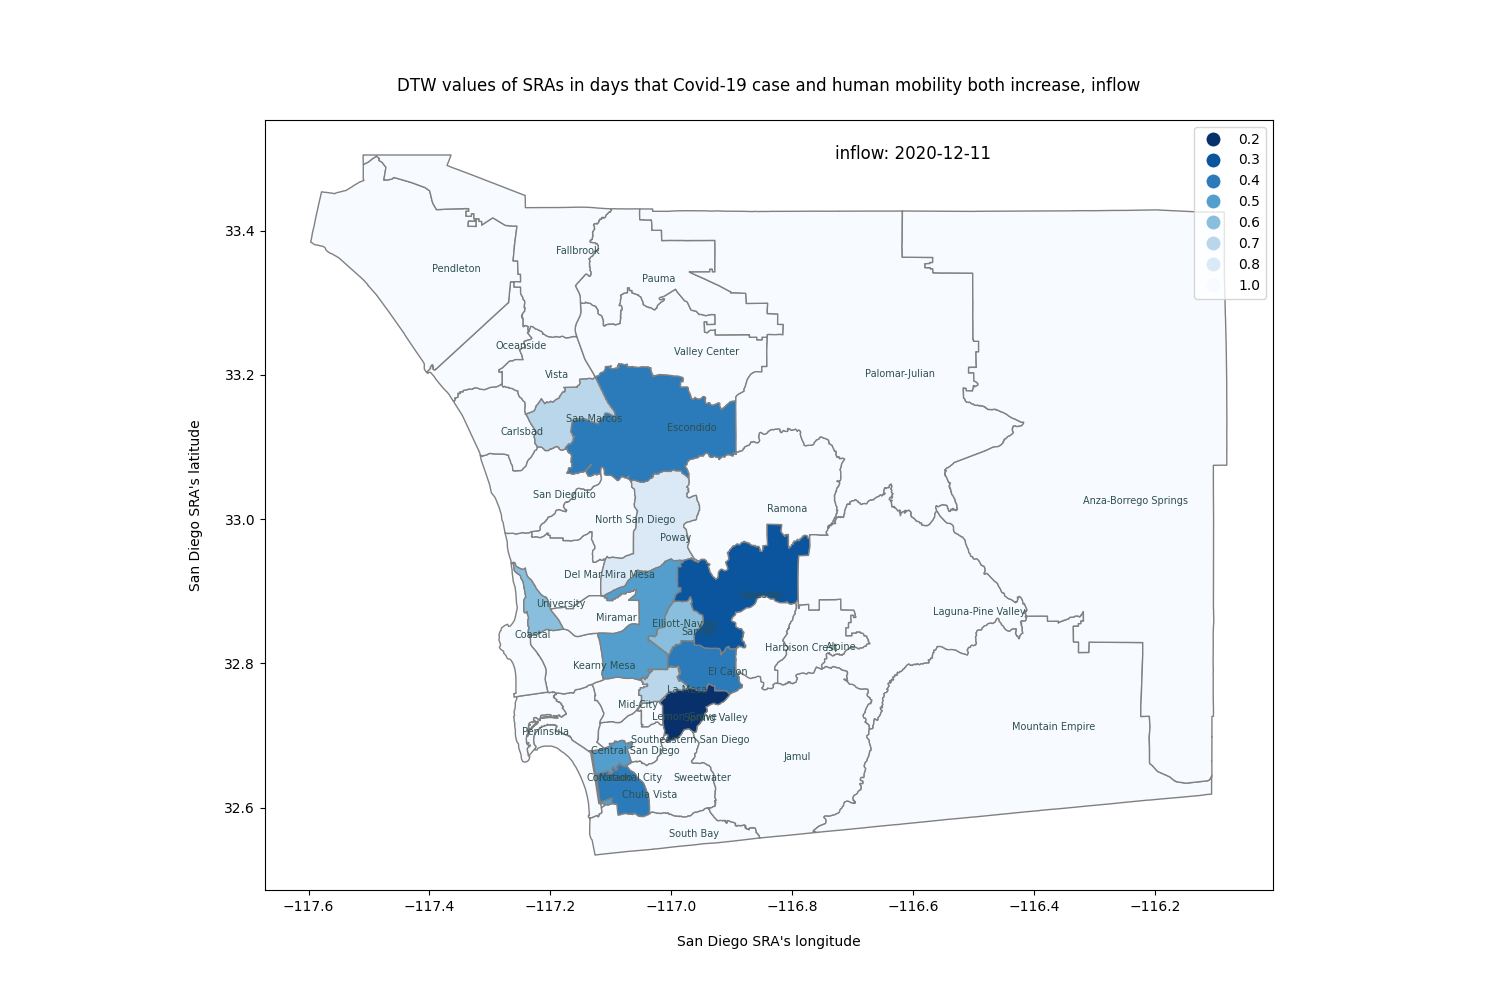 DTW values of SRAs in days that Covid-19 case and human mobility both increase, inflow
inflow: 2020-12-11
0.2
0.3
0.4
0.5
0.6
0.7
0.8
1.0
33.4
33.2
33.0
32.8
32.6
San Diego SRA's latitude
Fallbrook
Pendleton
Pauma
Oceanside
Valley Center
Vista
Palomar-Julian
San Marcos
Escondido
Carlsbad
San Dieguito
Anza-Borrego Springs
Ramona
North San Diego
Poway
Del Mar-Mira Mesa
University
Miramar
Laguna-Pine Valley
Elliott-Navajo
Coastal
Harbison Crest
Alpine
Kearny Mesa
El Cajon
La Mesa
Mid-City
Lemon Grove
Spring Valley
Peninsula
Mountain Empire
Southeastern San Diego
Central San Diego
Jamul
National City
Sweetwater
Chula Vista
South Bay
−117.6 −117.4 −117.2 −117.0 −116.8 −116.6 −116.4 −116.2
San Diego SRA's longitude